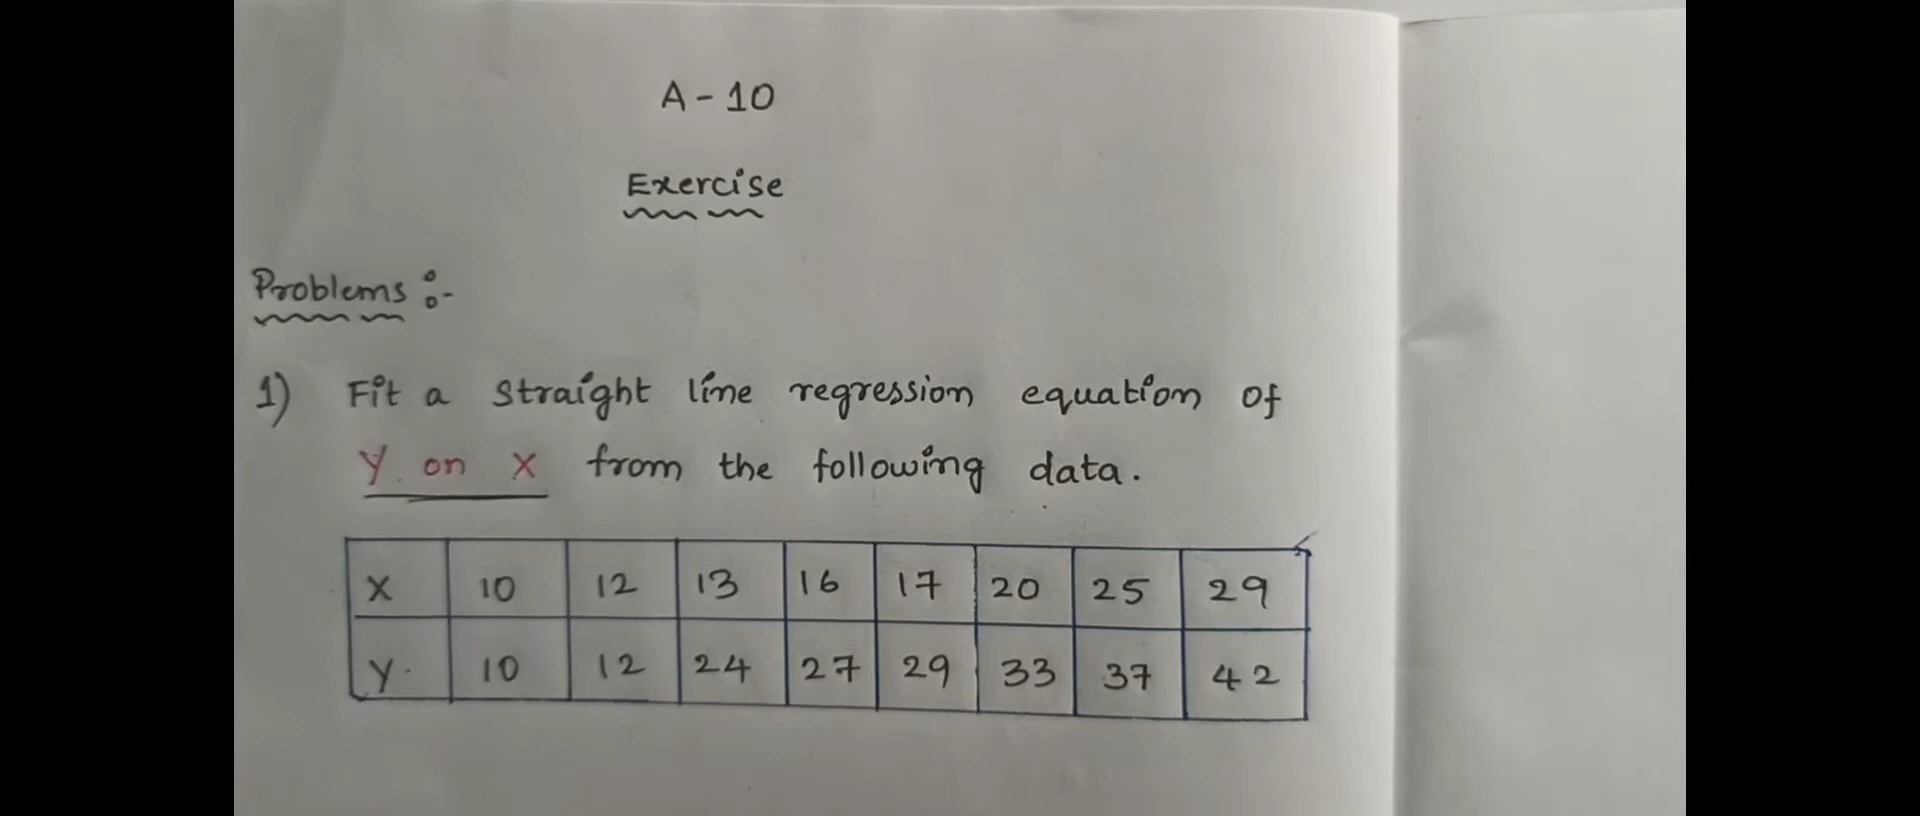 A - 10
Exercise
Problems :-
1) Fit a straight line regression equation of
Y on X from the following data.
X 10 12 13 16 17 20 25 29
Y 10 12 24 27 29 33 37 42